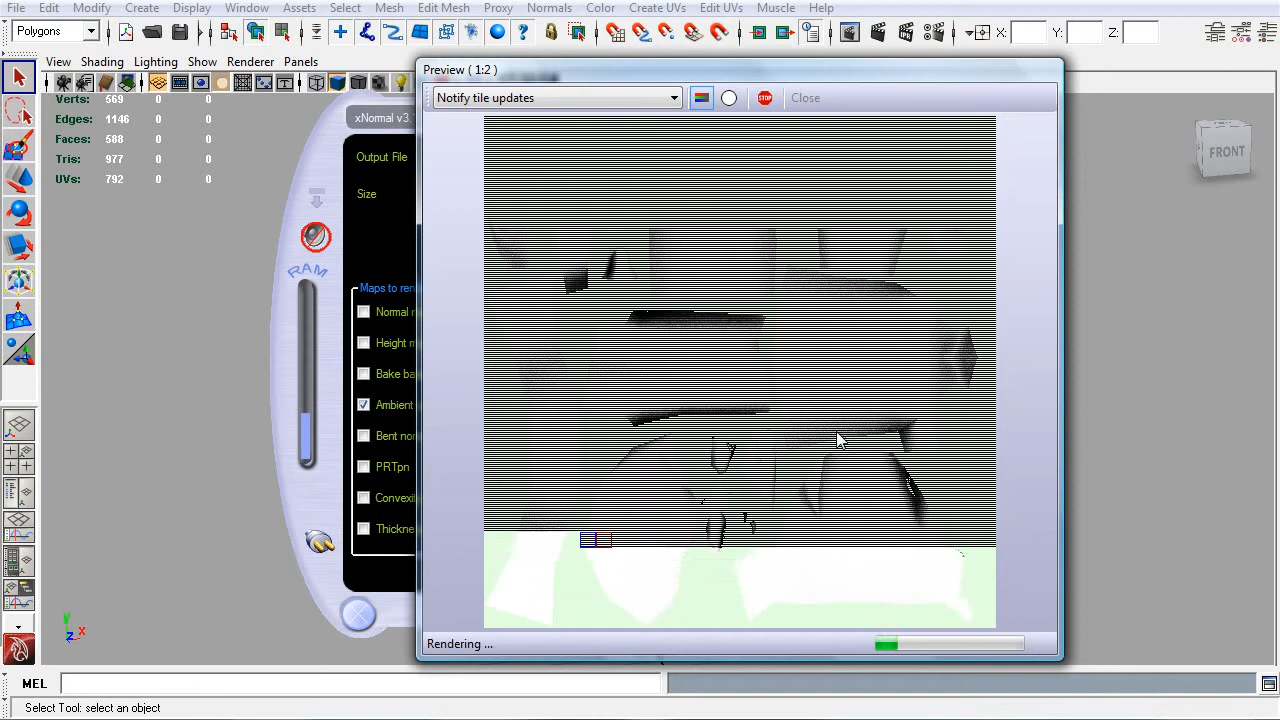 File Edit Modify Create Display Window Assets Select Mesh Edit Mesh Proxy Normals Color Create UVs Edit UVs Muscle Help
Polygons X: Y: Z:
View Shading Lighting Show Renderer Panels
Preview ( 1:2 )
Notify tile updates STOP Close
Verts: 569 0 0
Edges: 1146 0 0
Faces: 588 0 0
Tris: 977 0 0
UVs: 792 0 0
FRONT
xNormal v3.
Output File
Size
RAM
Maps to ren
Normal
Height m
Bake ba
Ambient
Bent nor
PRTpn
Convexi
Thickne
y
z x
Rendering ...
MEL
Select Tool: select an object